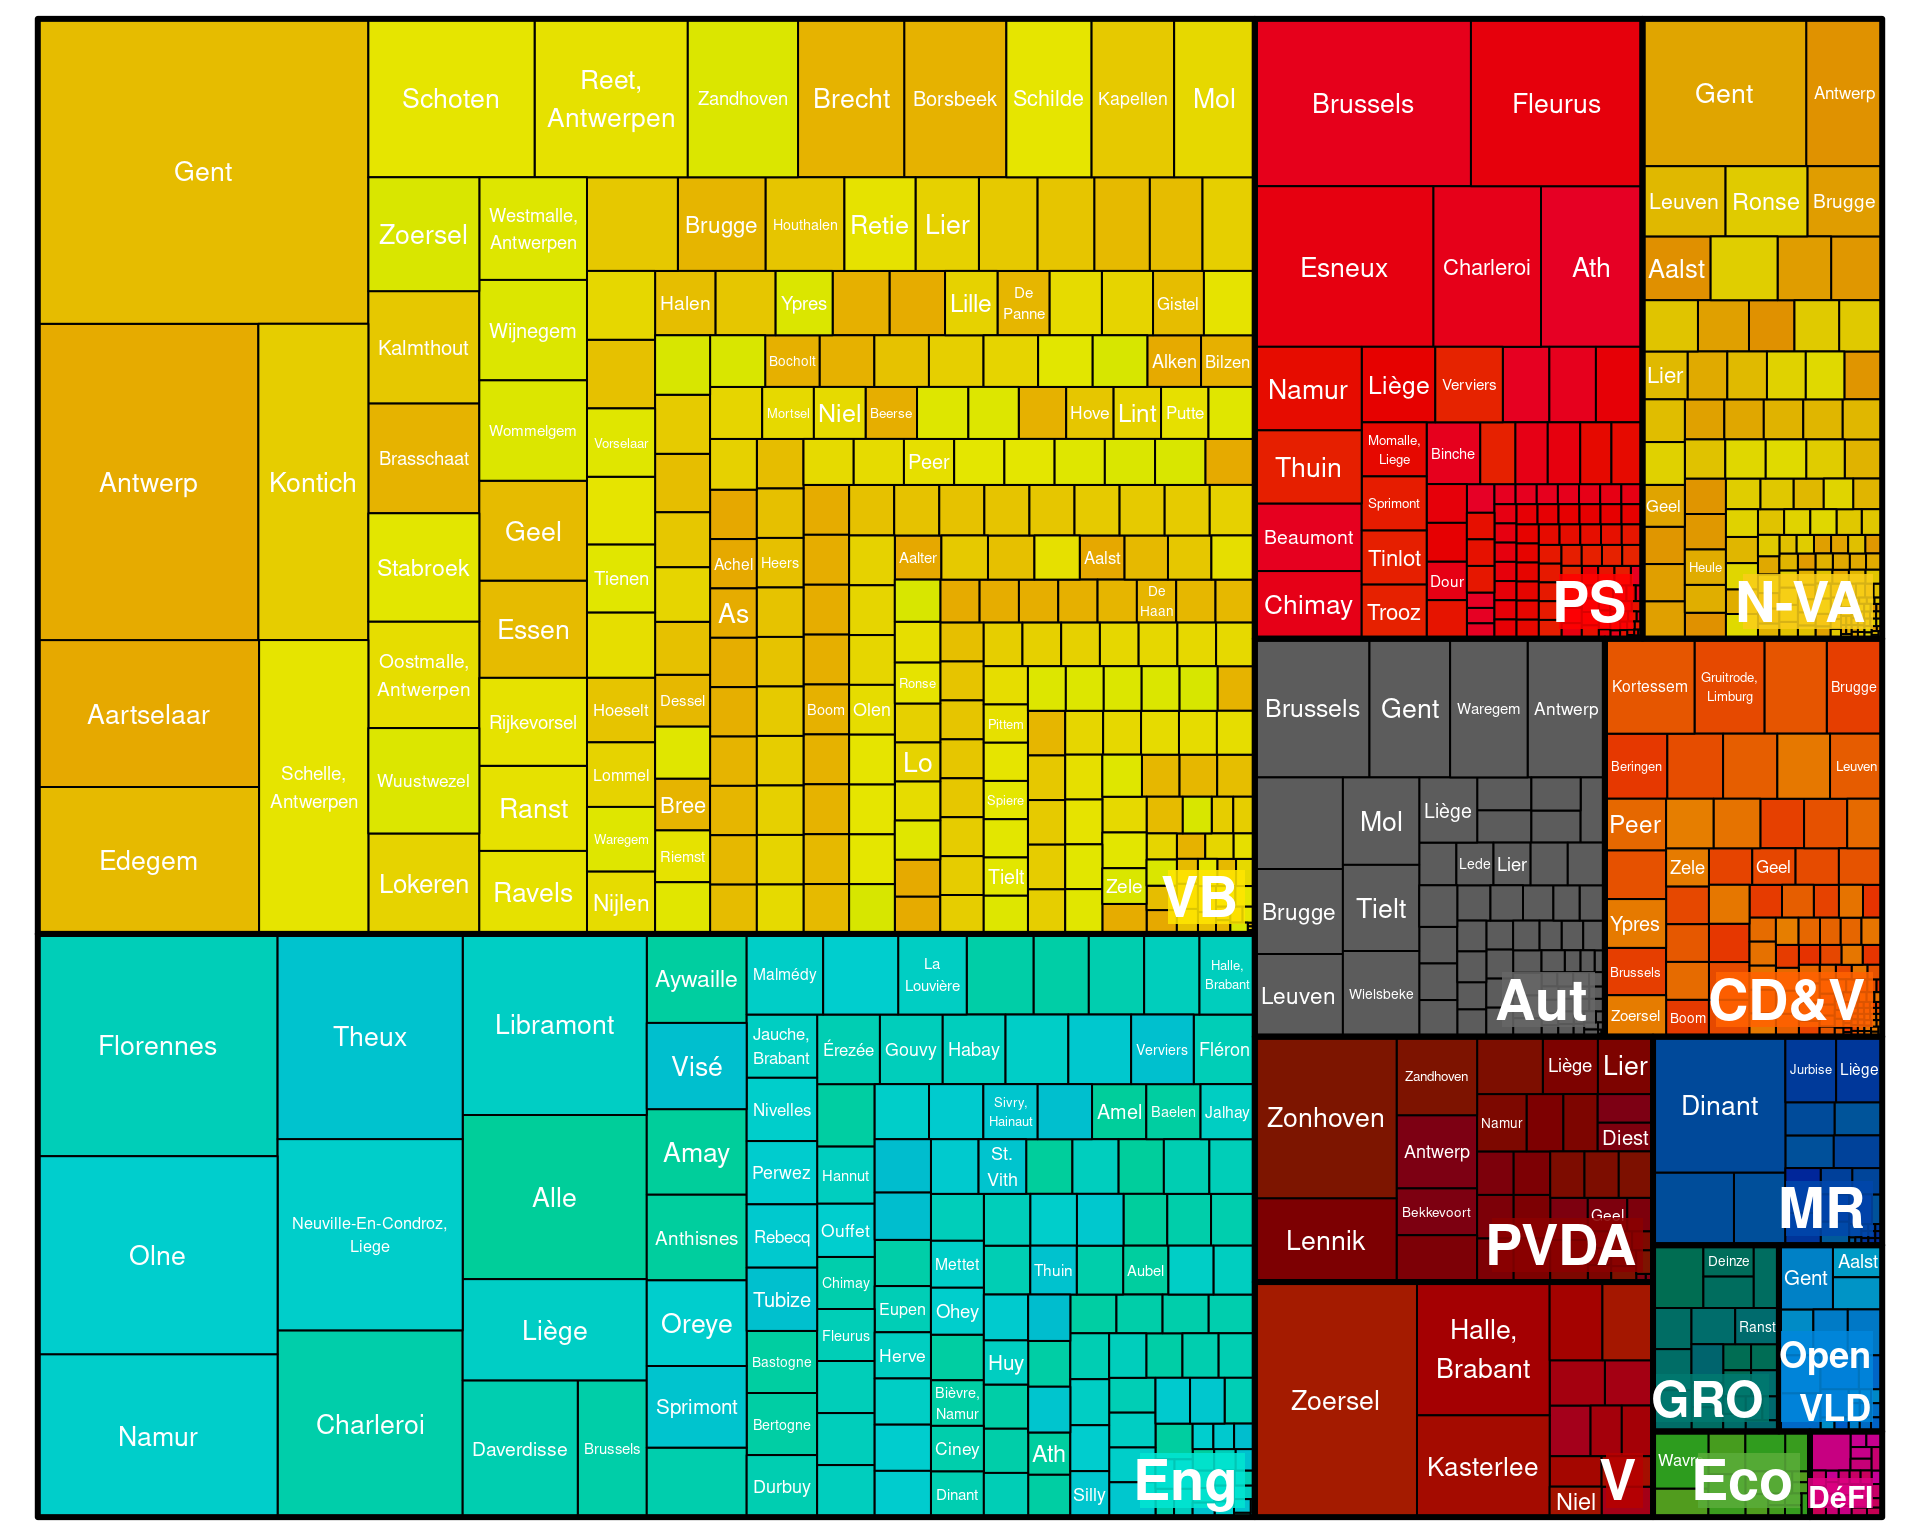 Gent
Schoten
Reet,
Antwerpen
Zandhoven
Brecht
Borsbeek
Schilde
Kapellen
Mol
Zoersel
Westmalle,
Antwerpen
Brugge
Houthalen
Retie
Lier
Halen
Ypres
Lille
De
Panne
Gistel
Wijnegem
Kalmthout
Bocholt
Alken
Bilzen
Mortsel
Niel
Beerse
Hove
Lint
Putte
Wommelgem
Vorselaar
Brasschaat
Peer
Antwerp
Kontich
Geel
Stabroek
Tienen
Achel
Heers
Aalter
Aalst
De
Haan
Essen
As
Oostmalle,
Antwerpen
Ronse
Aartselaar
Rijkevorsel
Hoeselt
Dessel
Boom
Olen
Pittem
Schelle,
Antwerpen
Wuustwezel
Lommel
Lo
Ranst
Bree
Spiere
Waregem
Riemst
Edegem
Lokeren
Ravels
Nijlen
Tielt
Zele
VB
Brussels
Fleurus
Esneux
Charleroi
Ath
Namur
Liège
Verviers
Momalle,
Liege
Binche
Thuin
Sprimont
Beaumont
Tinlot
Dour
Chimay
Trooz
PS
Gent
Antwerp
Leuven
Ronse
Brugge
Aalst
Lier
Geel
Heule
N-VA
Brussels
Gent
Waregem
Antwerp
Mol
Liège
Lede
Lier
Brugge
Tielt
Leuven
Wielsbeke
Aut
Kortessem
Gruitrode,
Limburg
Brugge
Beringen
Leuven
Peer
Zele
Geel
Ypres
Brussels
Zoersel
Boom
CD&V
Florennes
Theux
Libramont
Aywaille
Malmédy
La
Louvière
Halle,
Brabant
Visé
Jauche,
Brabant
Érezée
Gouvy
Habay
Verviers
Fléron
Nivelles
Sivry,
Hainaut
Amel
Baelen
Jalhay
Amay
Perwez
Hannut
St.
Vith
Alle
Olne
Neuville-En-Condroz,
Liege
Anthisnes
Rebecq
Ouffet
Mettet
Thuin
Aubel
Chimay
Tubize
Eupen
Ohey
Liège
Oreye
Fleurus
Bastogne
Herve
Huy
Namur
Charleroi
Sprimont
Bièvre,
Namur
Daverdisse
Brussels
Bertogne
Ciney
Ath
Durbuy
Dinant
Silly
Eng
Zonhoven
Zandhoven
Liège
Lier
Namur
Diest
Antwerp
Bekkevoort
Geel
Lennik
PVDA
Dinant
Jurbise
Liège
MR
Zoersel
Halle,
Brabant
Kasterlee
Niel
V
Deinze
Ranst
GRO
Gent
Aalst
Open
VLD
Eco
DéFI